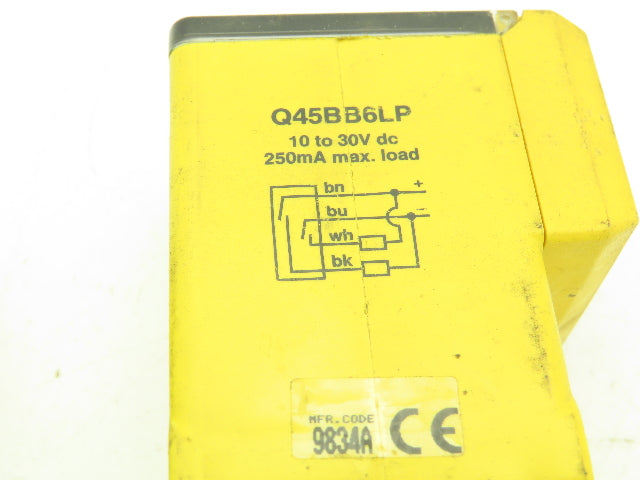 Q45BB6LP
10 to 30V dc
250mA max. load
bn +
bu −
wh
bk
MFR. CODE
9834A CE